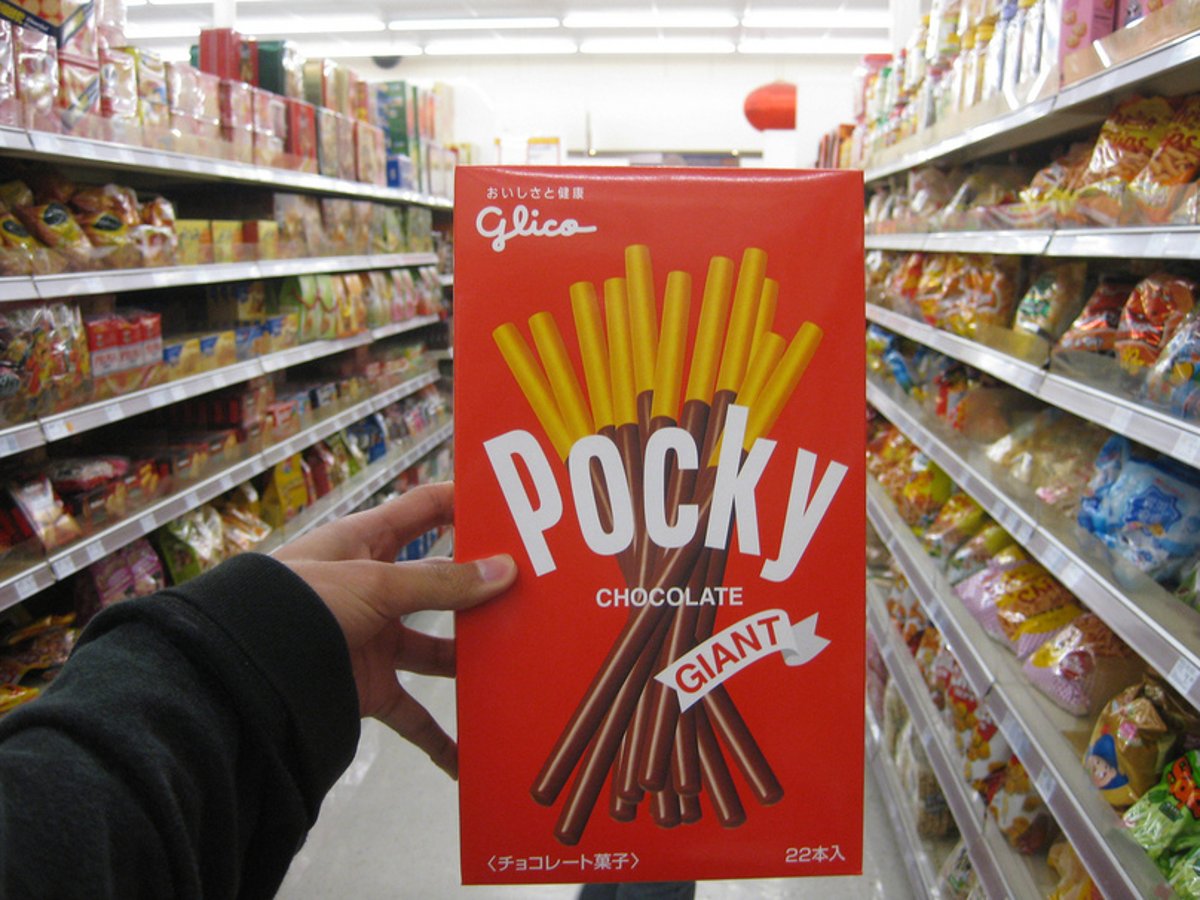 おいしさと健康
Glico
Pocky
CHOCOLATE
GIANT
〈チョコレート菓子〉
22本入